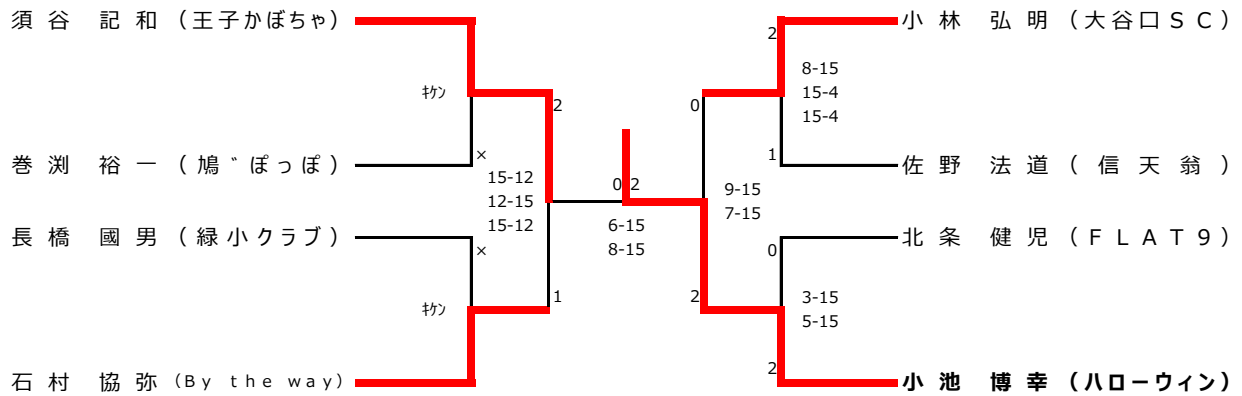 須谷 記和（王子かぼちゃ）
キケン
2
×
巻渕 裕一（鳩゛ぽっぽ）
15-12
12-15
15-12
長橋 國男（緑小クラブ）
×
キケン
1
石村 協弥（By the way）
0
2
6-15
8-15
小林 弘明（大谷口SC）
2
8-15
15-4
15-4
0
1
佐野 法道（信天翁）
9-15
7-15
北条 健児（FLAT9）
0
3-15
5-15
2
2
小池 博幸（ハローウィン）